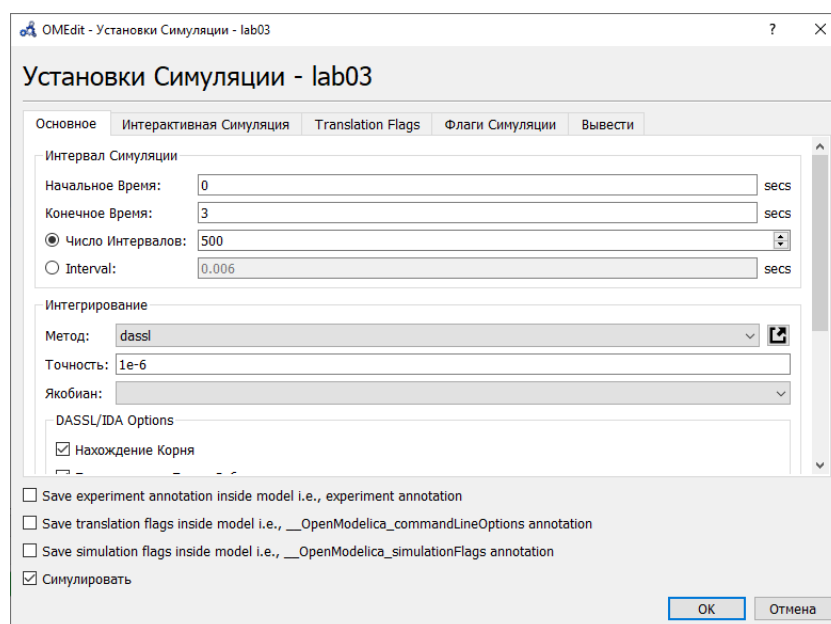 OMEdit - Установки Симуляции - lab03
?
Установки Симуляции - lab03
Основное Интерактивная Симуляция Translation Flags Флаги Симуляции Вывести
Интервал Симуляции
Начальное Время: 0 secs
Конечное Время: 3 secs
Число Интервалов: 500
Interval: 0.006 secs
Интегрирование
Метод: dassl
Точность: 1e-6
Якобиан:
DASSL/IDA Options
Нахождение Корня
Save experiment annotation inside model i.e., experiment annotation
Save translation flags inside model i.e., __OpenModelica_commandLineOptions annotation
Save simulation flags inside model i.e., __OpenModelica_simulationFlags annotation
Симулировать
OK Отмена